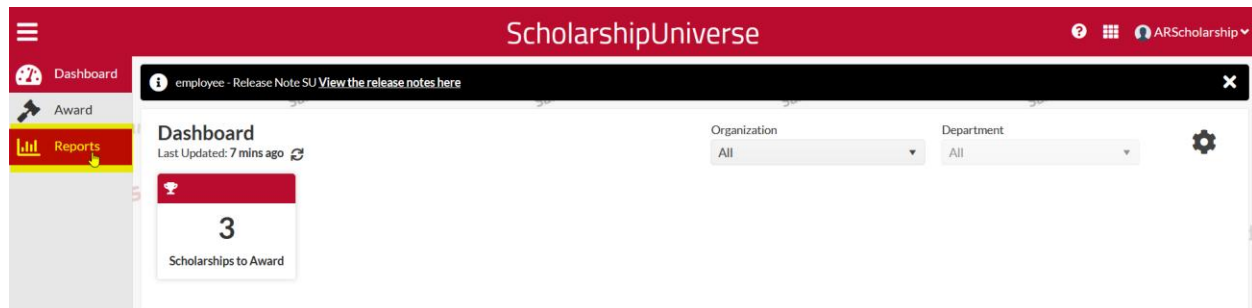 ScholarshipUniverse
ARScholarship
Dashboard
Award
Reports
employee - Release Note SU View the release notes here
Dashboard
Last Updated: 7 mins ago
Organization
All
Department
All
3
Scholarships to Award